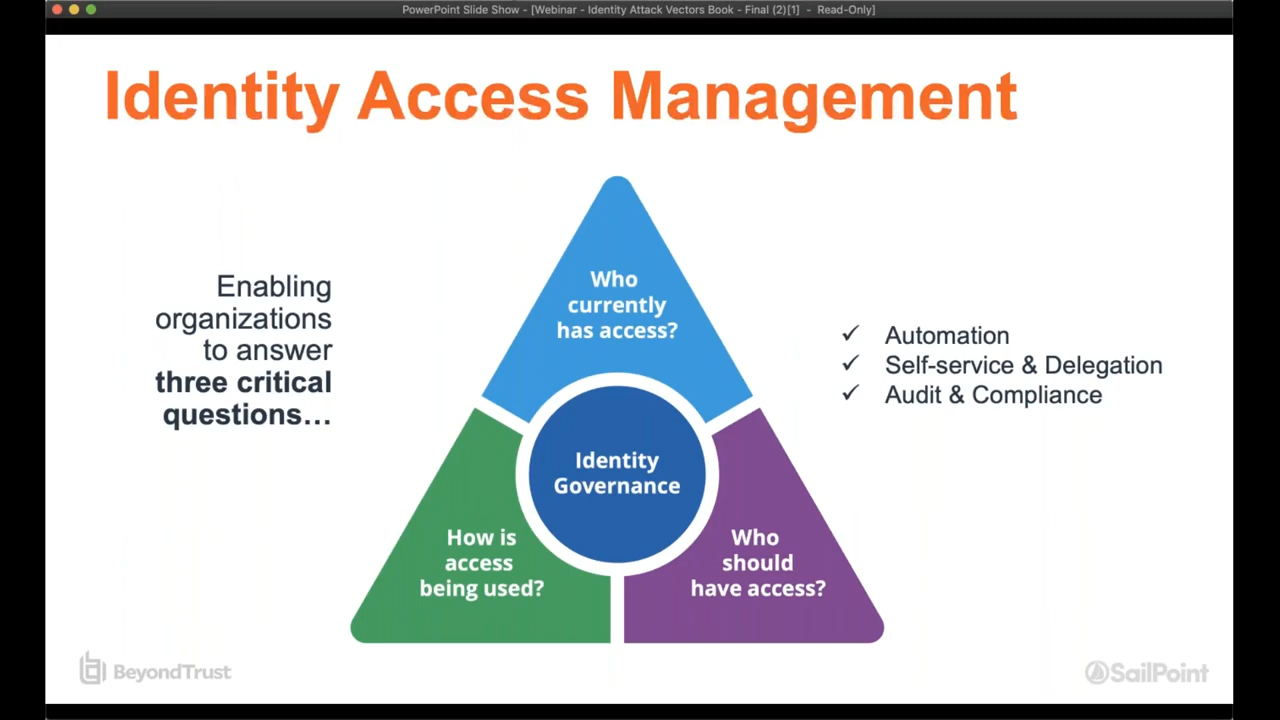 PowerPoint Slide Show - [Webinar - Identity Attack Vectors Book - Final (2)[1] - Read-Only]
Identity Access Management
Enabling
organizations
to answer
three critical
questions…
Who
currently
has access?
Identity
Governance
How is
access
being used?
Who
should
have access?
✓ Automation
✓ Self-service & Delegation
✓ Audit & Compliance
BeyondTrust
SailPoint